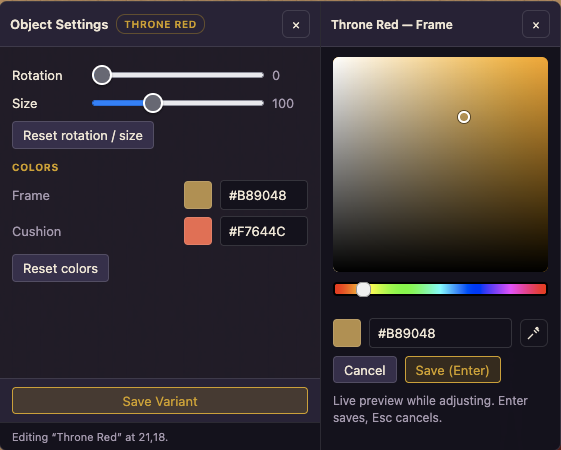 Object Settings THRONE RED ×
Rotation 0
Size 100
Reset rotation / size
COLORS
Frame #B89048
Cushion #F7644C
Reset colors
Save Variant
Editing “Throne Red” at 21,18.
Throne Red — Frame ×
#B89048
Cancel Save (Enter)
Live preview while adjusting. Enter
saves, Esc cancels.